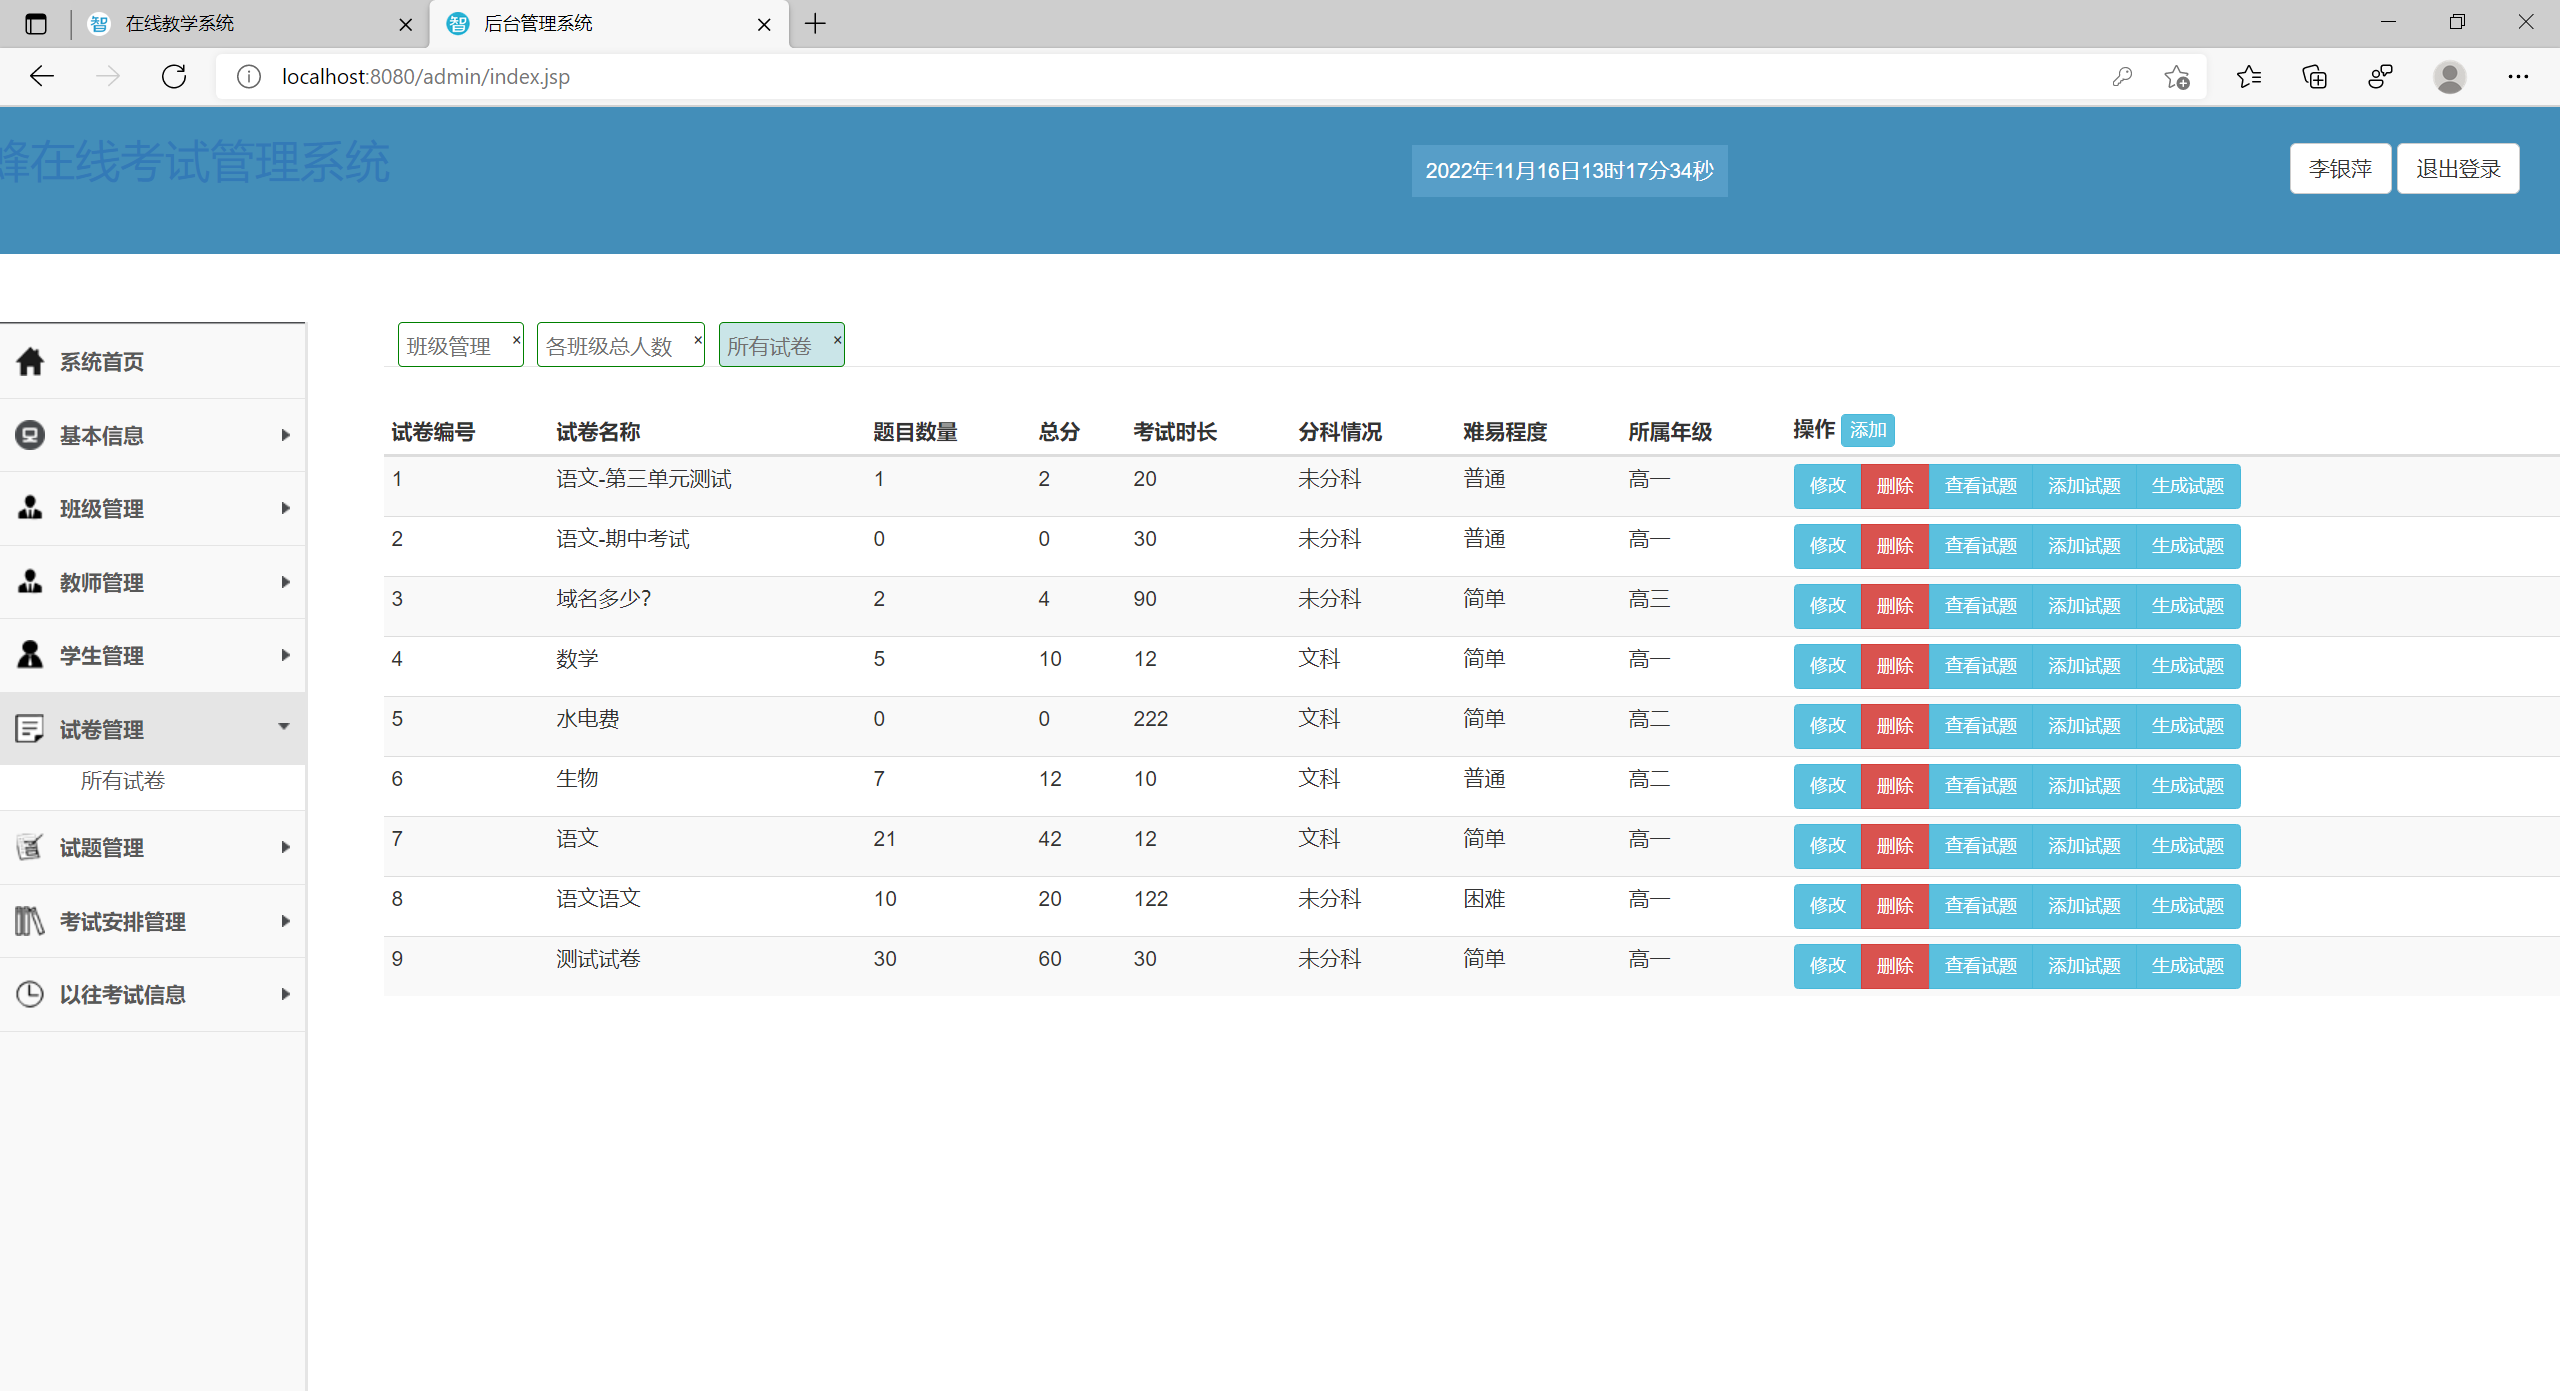 在线教学系统
后台管理系统
localhost:8080/admin/index.jsp
蜂在线考试管理系统
2022年11月16日13时17分34秒
李银萍 退出登录
系统首页
基本信息
班级管理
教师管理
学生管理
试卷管理
所有试卷
试题管理
考试安排管理
以往考试信息
班级管理 × 各班级总人数 × 所有试卷 ×
试卷编号 试卷名称 题目数量 总分 考试时长 分科情况 难易程度 所属年级 操作 添加
1 语文-第三单元测试 1 2 20 未分科 普通 高一 修改 删除 查看试题 添加试题 生成试题
2 语文-期中考试 0 0 30 未分科 普通 高一 修改 删除 查看试题 添加试题 生成试题
3 域名多少? 2 4 90 未分科 简单 高三 修改 删除 查看试题 添加试题 生成试题
4 数学 5 10 12 文科 简单 高一 修改 删除 查看试题 添加试题 生成试题
5 水电费 0 0 222 文科 简单 高二 修改 删除 查看试题 添加试题 生成试题
6 生物 7 12 10 文科 普通 高二 修改 删除 查看试题 添加试题 生成试题
7 语文 21 42 12 文科 简单 高一 修改 删除 查看试题 添加试题 生成试题
8 语文语文 10 20 122 未分科 困难 高一 修改 删除 查看试题 添加试题 生成试题
9 测试试卷 30 60 30 未分科 简单 高一 修改 删除 查看试题 添加试题 生成试题